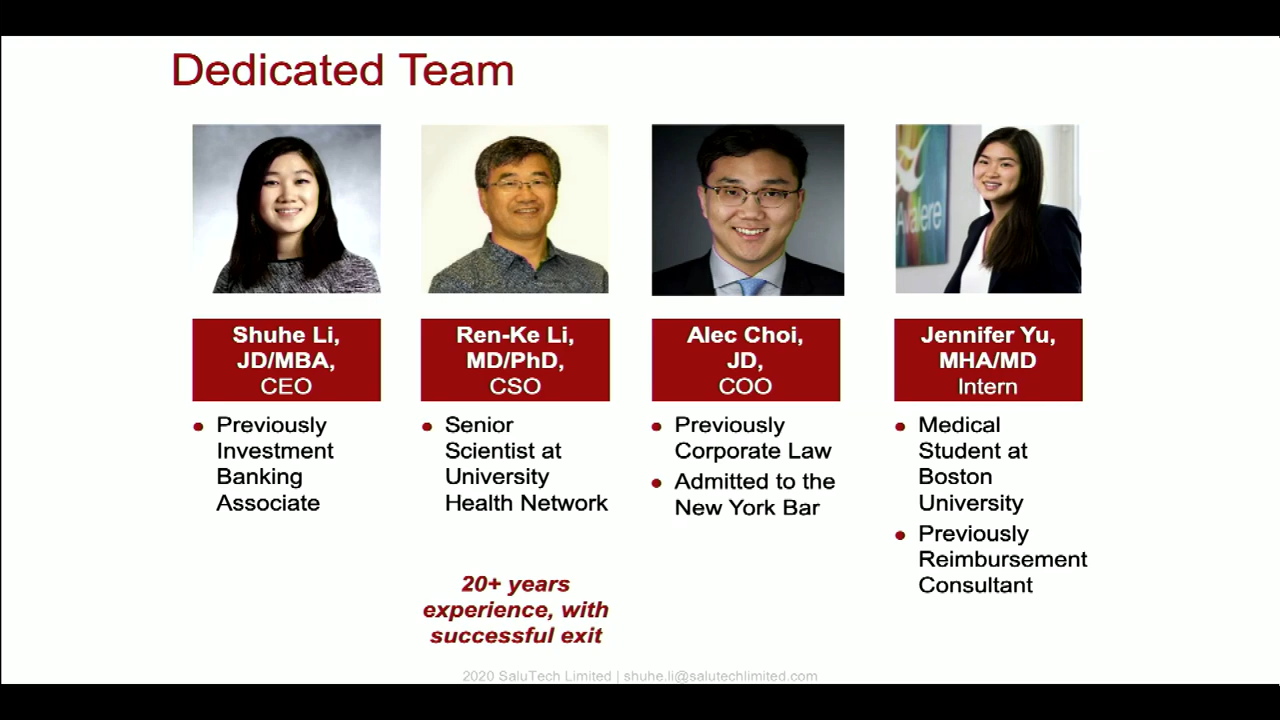 Dedicated Team
Avalere
Shuhe Li,
JD/MBA,
CEO
Ren-Ke Li,
MD/PhD,
CSO
Alec Choi,
JD,
COO
Jennifer Yu,
MHA/MD
Intern
• Previously
Investment
Banking
Associate
• Senior
Scientist at
University
Health Network
20+ years
experience, with
successful exit
• Previously
Corporate Law
• Admitted to the
New York Bar
• Medical
Student at
Boston
University
• Previously
Reimbursement
Consultant
2020 SaluTech Limited | shuhe.li@salutechlimited.com